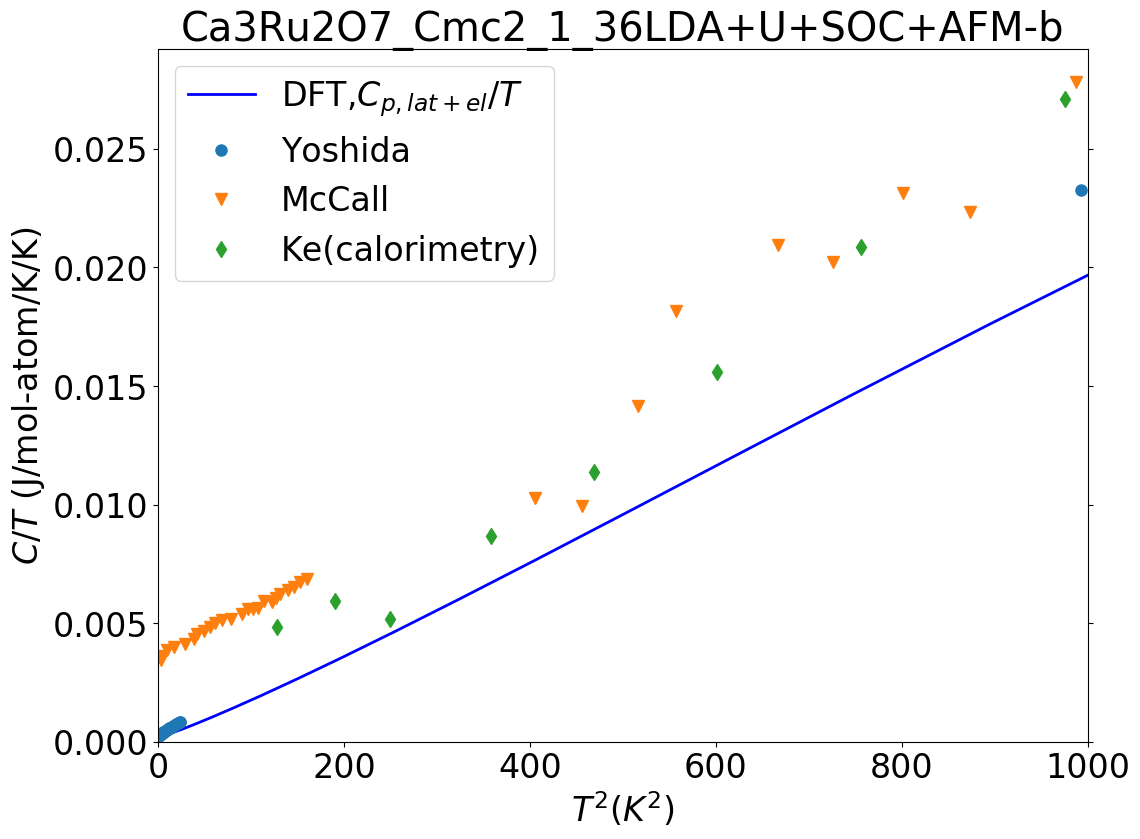 Ca3Ru2O7_Cmc2_1_36LDA+U+SOC+AFM-b
DFT,$C_{p,lat+el}/T$
Yoshida
McCall
Ke(calorimetry)
0.025
0.020
0.015
0.010
0.005
0.000
C/T (J/mol-atom/K/K)
0 200 400 600 800 1000
$T^2(K^2)$